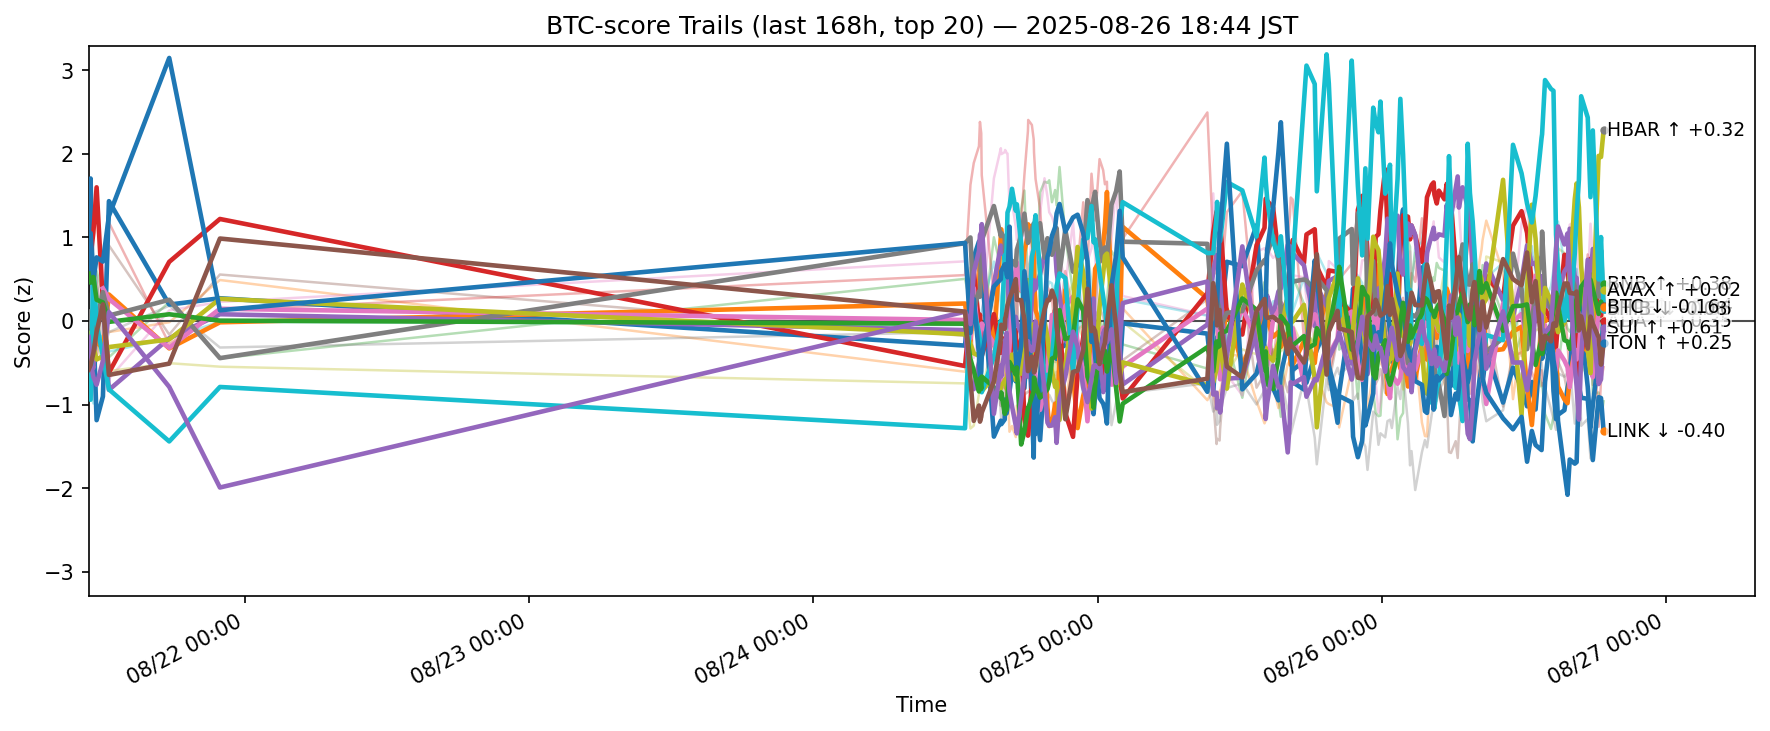 BTC-score Trails (last 168h, top 20) — 2025-08-26 18:44 JST
Score (z)
3
2
1
0
−1
−2
−3
HBAR ↑ +0.32
BNB ↑ +0.38
AVAX ↑ +0.02
BTC ↓ -0.16
SUI ↑ +0.61
TON ↑ +0.25
LINK ↓ -0.40
08/22 00:00
08/23 00:00
08/24 00:00
08/25 00:00
08/26 00:00
08/27 00:00
Time